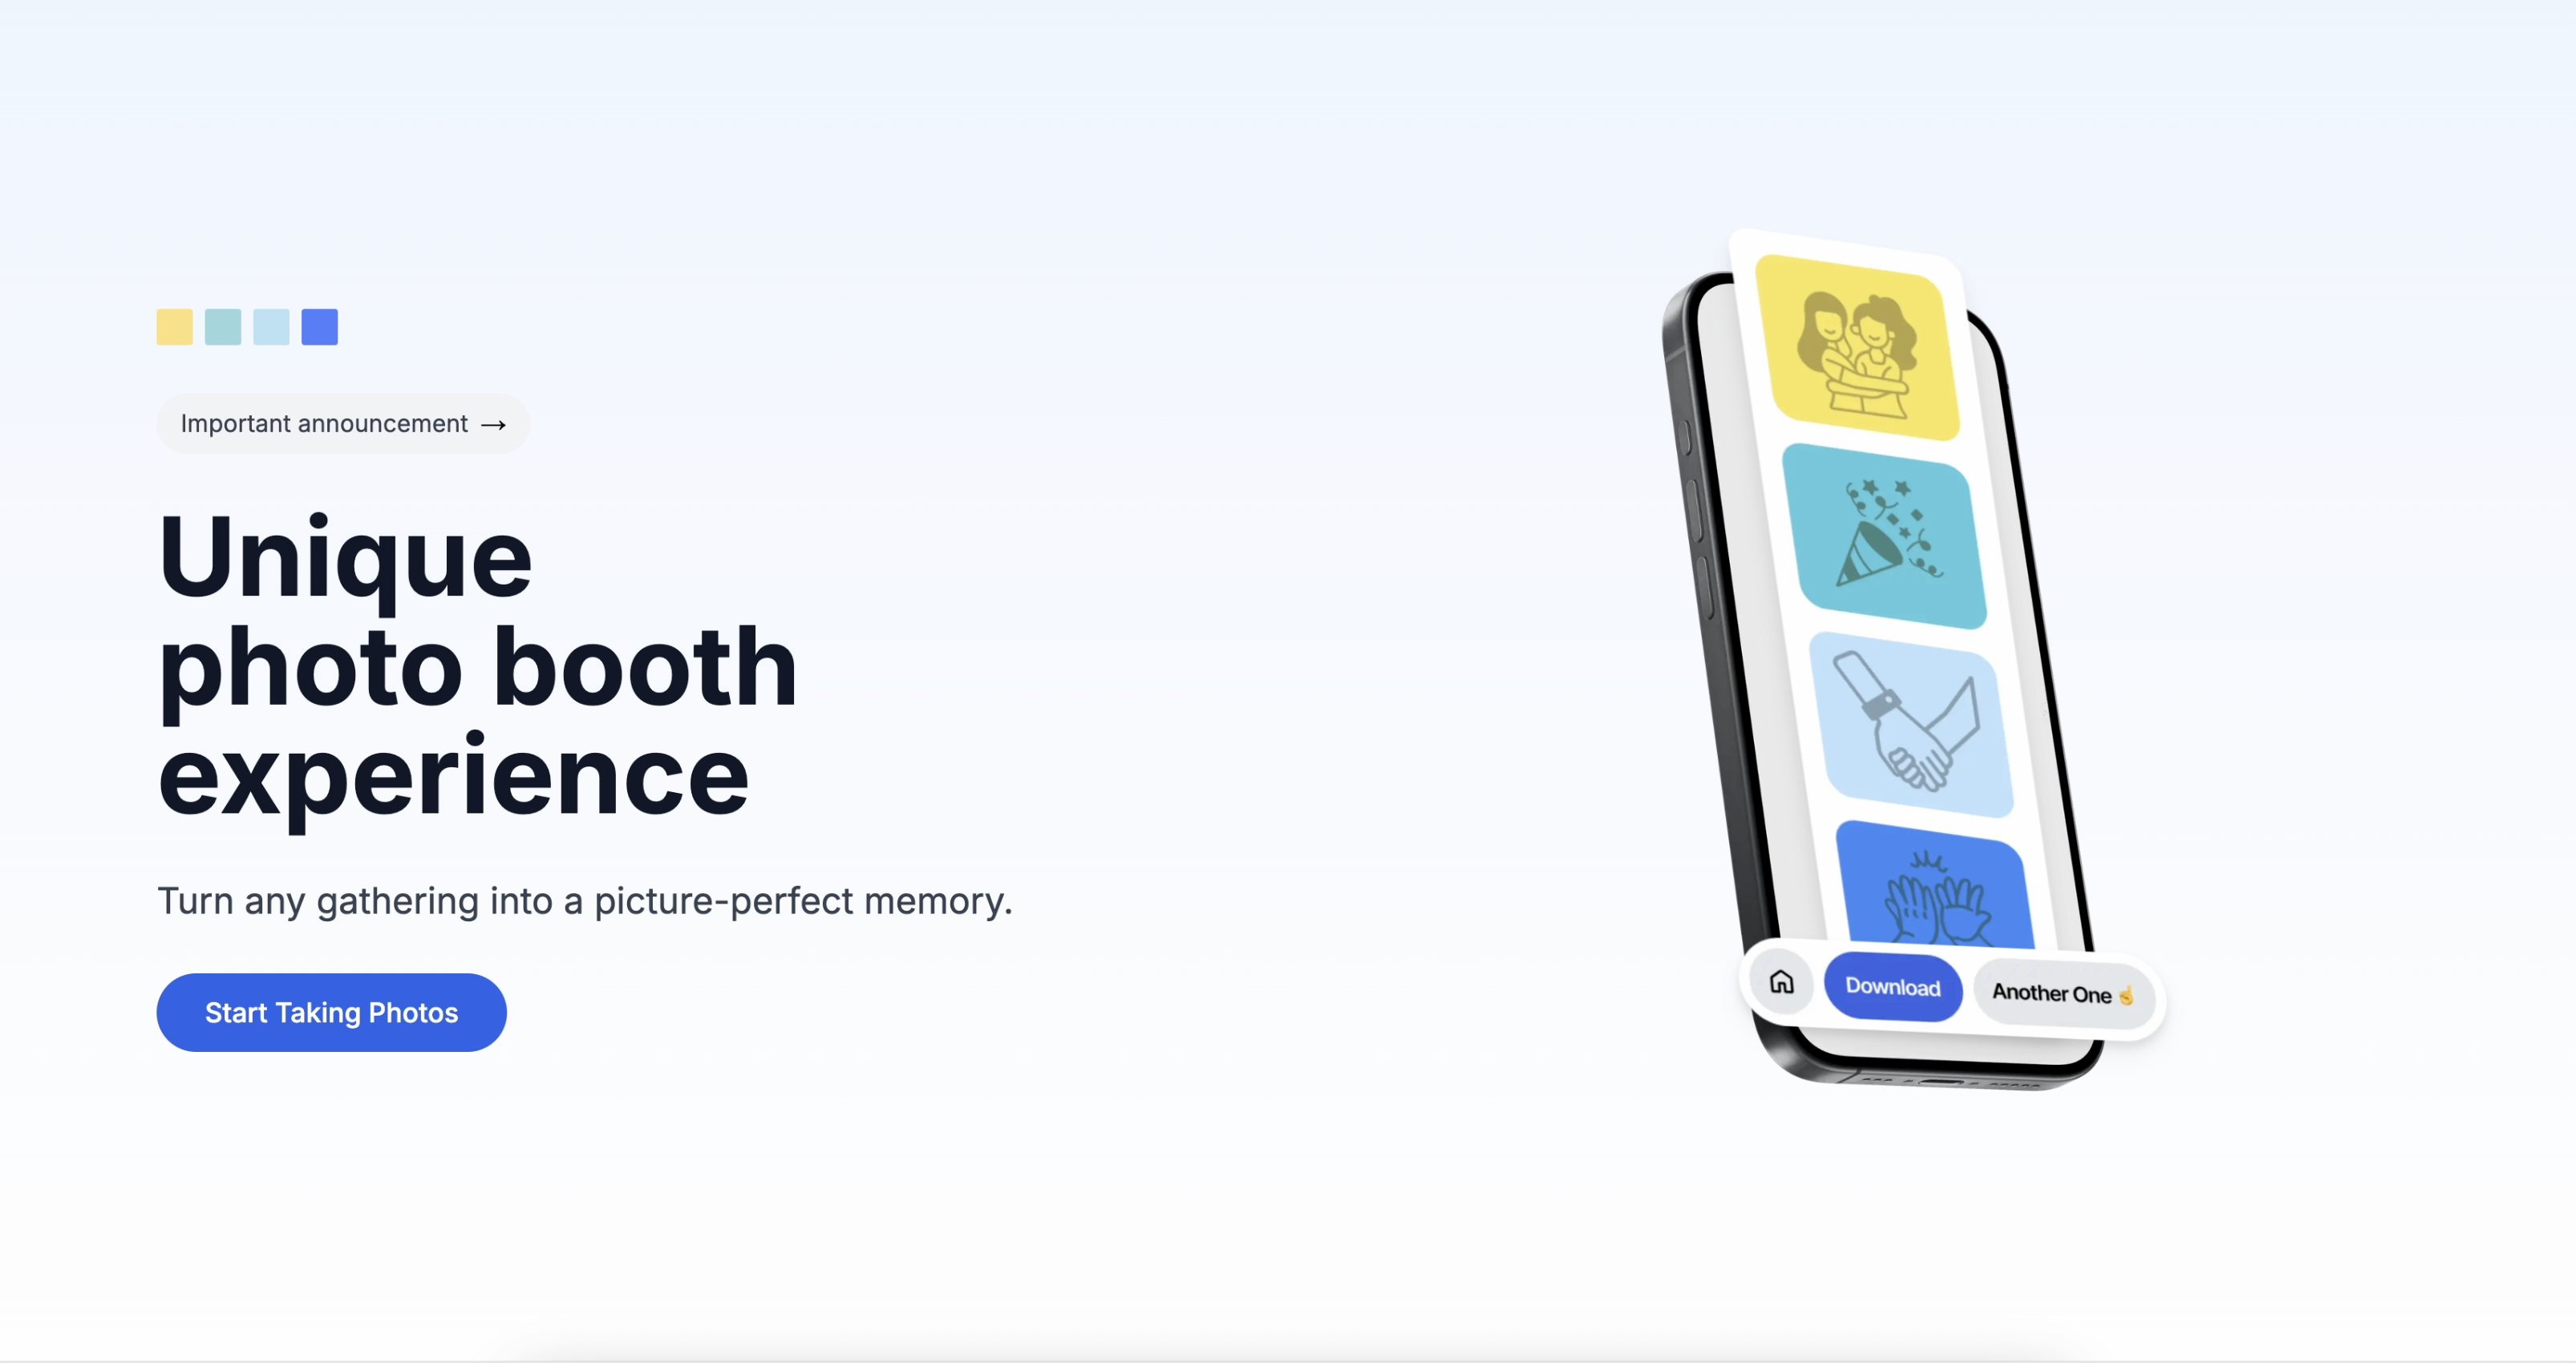 Important announcement →
Unique
photo booth
experience
Turn any gathering into a picture-perfect memory.
Start Taking Photos
Download
Another One ☝️